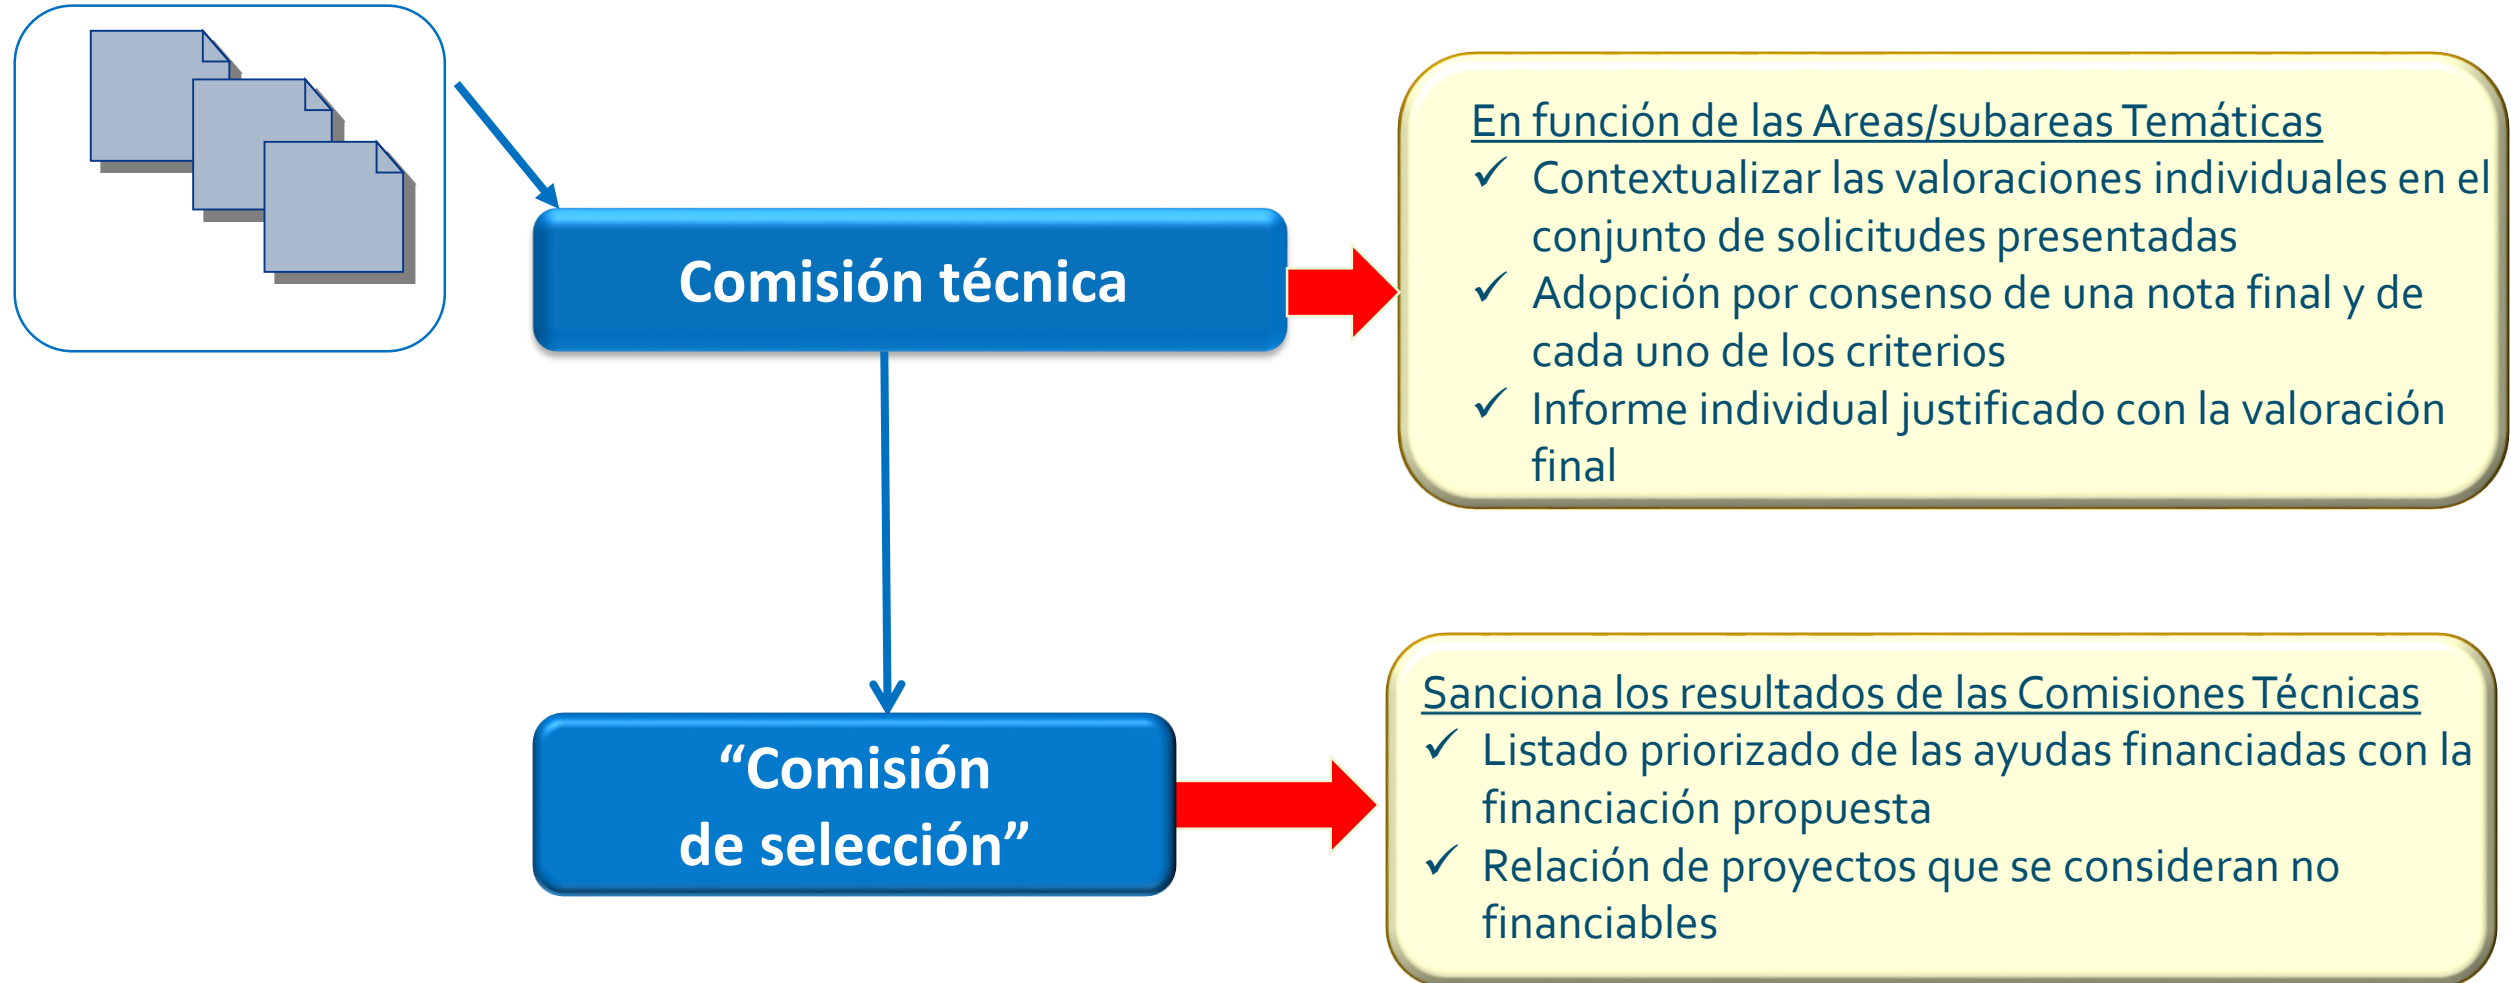 Comisión técnica
En función de las Areas/subareas Temáticas
✓ Contextualizar las valoraciones individuales en el
conjunto de solicitudes presentadas
✓ Adopción por consenso de una nota final y de
cada uno de los criterios
✓ Informe individual justificado con la valoración
final
“Comisión
de selección”
Sanciona los resultados de las Comisiones Técnicas
✓ Listado priorizado de las ayudas financiadas con la
financiación propuesta
✓ Relación de proyectos que se consideran no
financiables